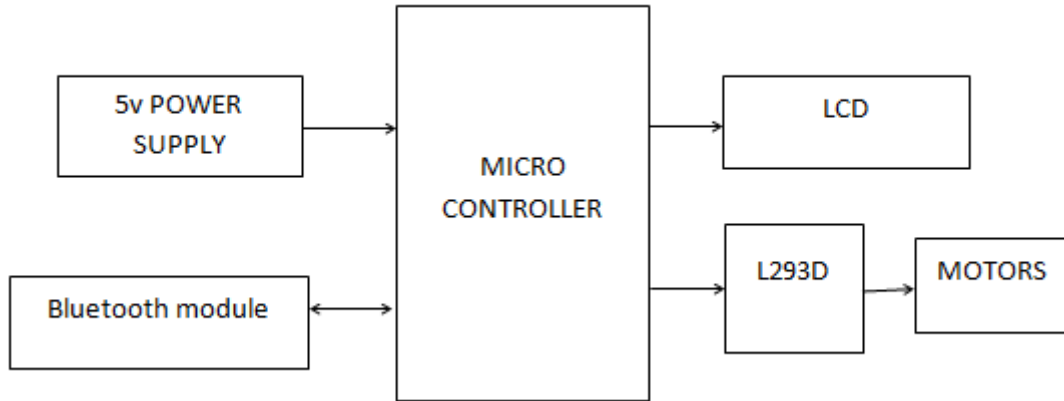 5v POWER
SUPPLY
MICRO
CONTROLLER
LCD
Bluetooth module
L293D
MOTORS